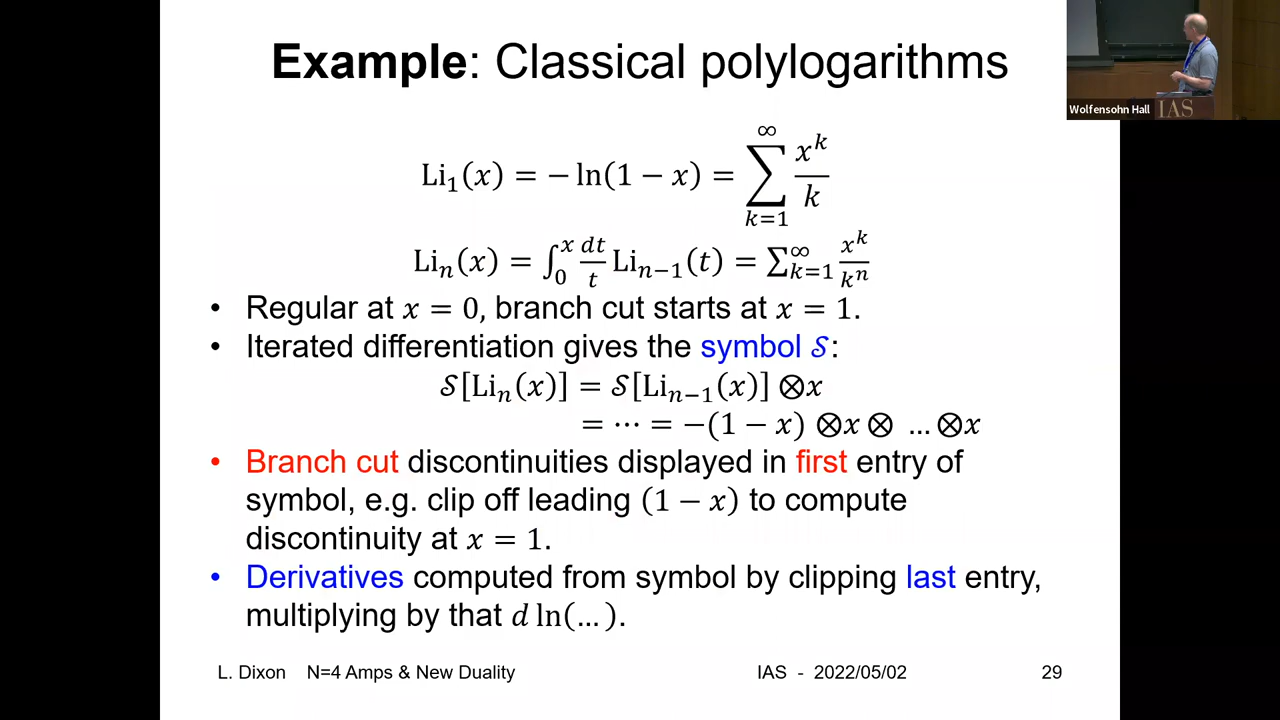 Example: Classical polylogarithms
Wolfensohn Hall
IAS
Li₁(x) = − ln(1 − x) = ∑_{k=1}^{∞} x^k/k
Li_n(x) = ∫_0^x dt/t Li_{n−1}(t) = ∑_{k=1}^{∞} x^k/k^n
• Regular at x = 0, branch cut starts at x = 1.
• Iterated differentiation gives the symbol 𝒮:
𝒮[Li_n(x)] = 𝒮[Li_{n−1}(x)] ⊗x
= ⋯ = −(1 − x) ⊗x ⊗ … ⊗x
• Branch cut discontinuities displayed in first entry of
symbol, e.g. clip off leading (1 − x) to compute
discontinuity at x = 1.
• Derivatives computed from symbol by clipping last entry,
multiplying by that d ln(…).
L. Dixon N=4 Amps & New Duality
IAS - 2022/05/02
29